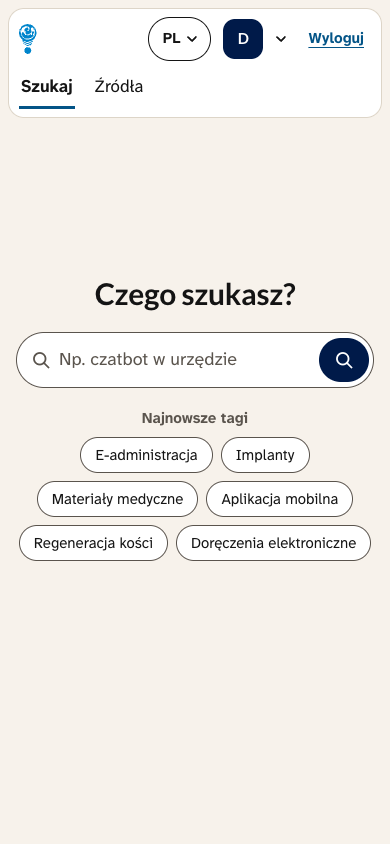 PL
D
Wyloguj
Szukaj
Źródła
Czego szukasz?
Np. czatbot w urzędzie
Najnowsze tagi
E-administracja
Implanty
Materiały medyczne
Aplikacja mobilna
Regeneracja kości
Doręczenia elektroniczne